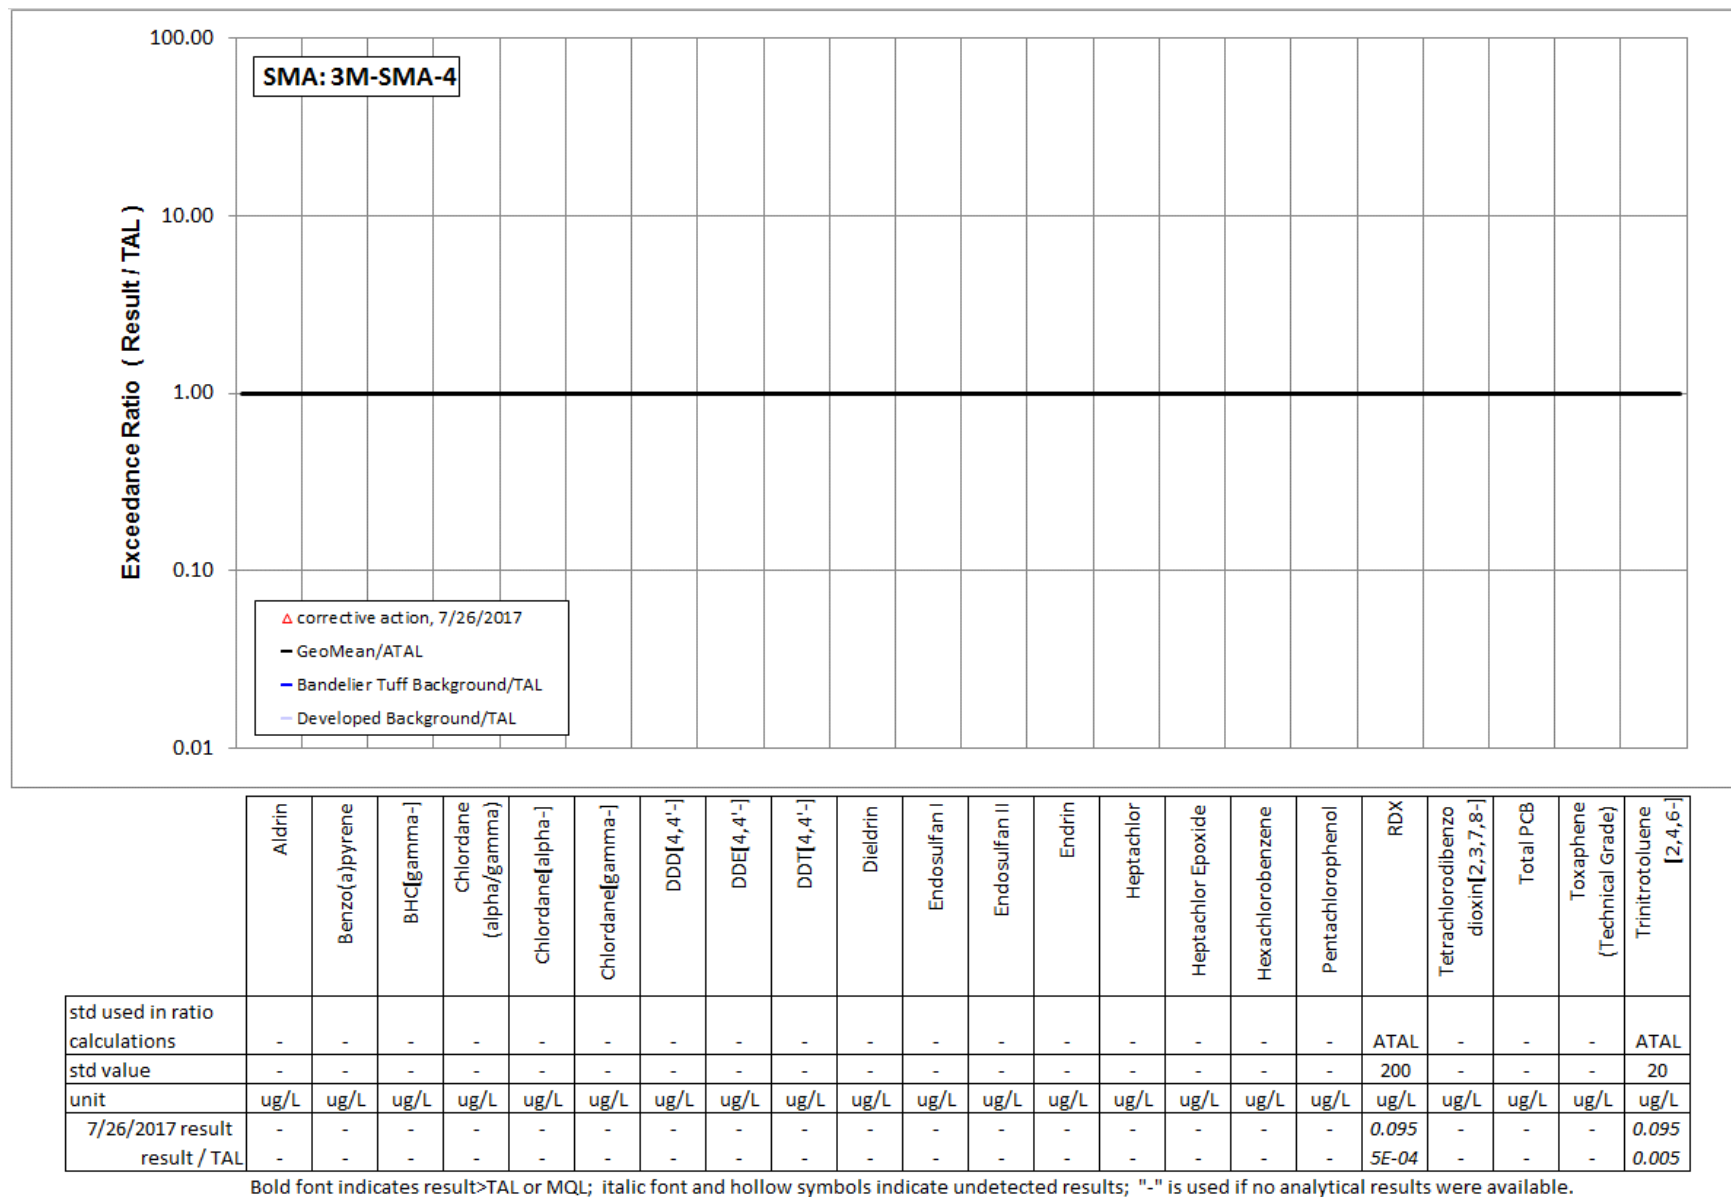 100.00
10.00
1.00
0.10
0.01
Exceedance Ratio ( Result / TAL )
SMA: 3M-SMA-4
corrective action, 7/26/2017
GeoMean/ATAL
Bandelier Tuff Background/TAL
Developed Background/TAL
Aldrin
Benzo(a)pyrene
BHC[gamma-]
Chlordane
(alpha/gamma)
Chlordane[alpha-]
Chlordane[gamma-]
DDD[4,4'-]
DDE[4,4'-]
DDT[4,4'-]
Dieldrin
Endosulfan I
Endosulfan II
Endrin
Heptachlor
Heptachlor Epoxide
Hexachlorobenzene
Pentachlorophenol
RDX
Tetrachlorodibenzo
dioxin[2,3,7,8-]
Total PCB
Toxaphene
(Technical Grade)
Trinitrotoluene
[2,4,6-]
std used in ratio
calculations - - - - - - - - - - - - - - - - - ATAL - - - ATAL
std value - - - - - - - - - - - - - - - - - 200 - - - 20
unit ug/L ug/L ug/L ug/L ug/L ug/L ug/L ug/L ug/L ug/L ug/L ug/L ug/L ug/L ug/L ug/L ug/L ug/L ug/L ug/L ug/L ug/L
7/26/2017 result - - - - - - - - - - - - - - - - - 0.095 - - - 0.095
result / TAL - - - - - - - - - - - - - - - - - 5E-04 - - - 0.005
Bold font indicates result>TAL or MQL; italic font and hollow symbols indicate undetected results; "-" is used if no analytical results were available.